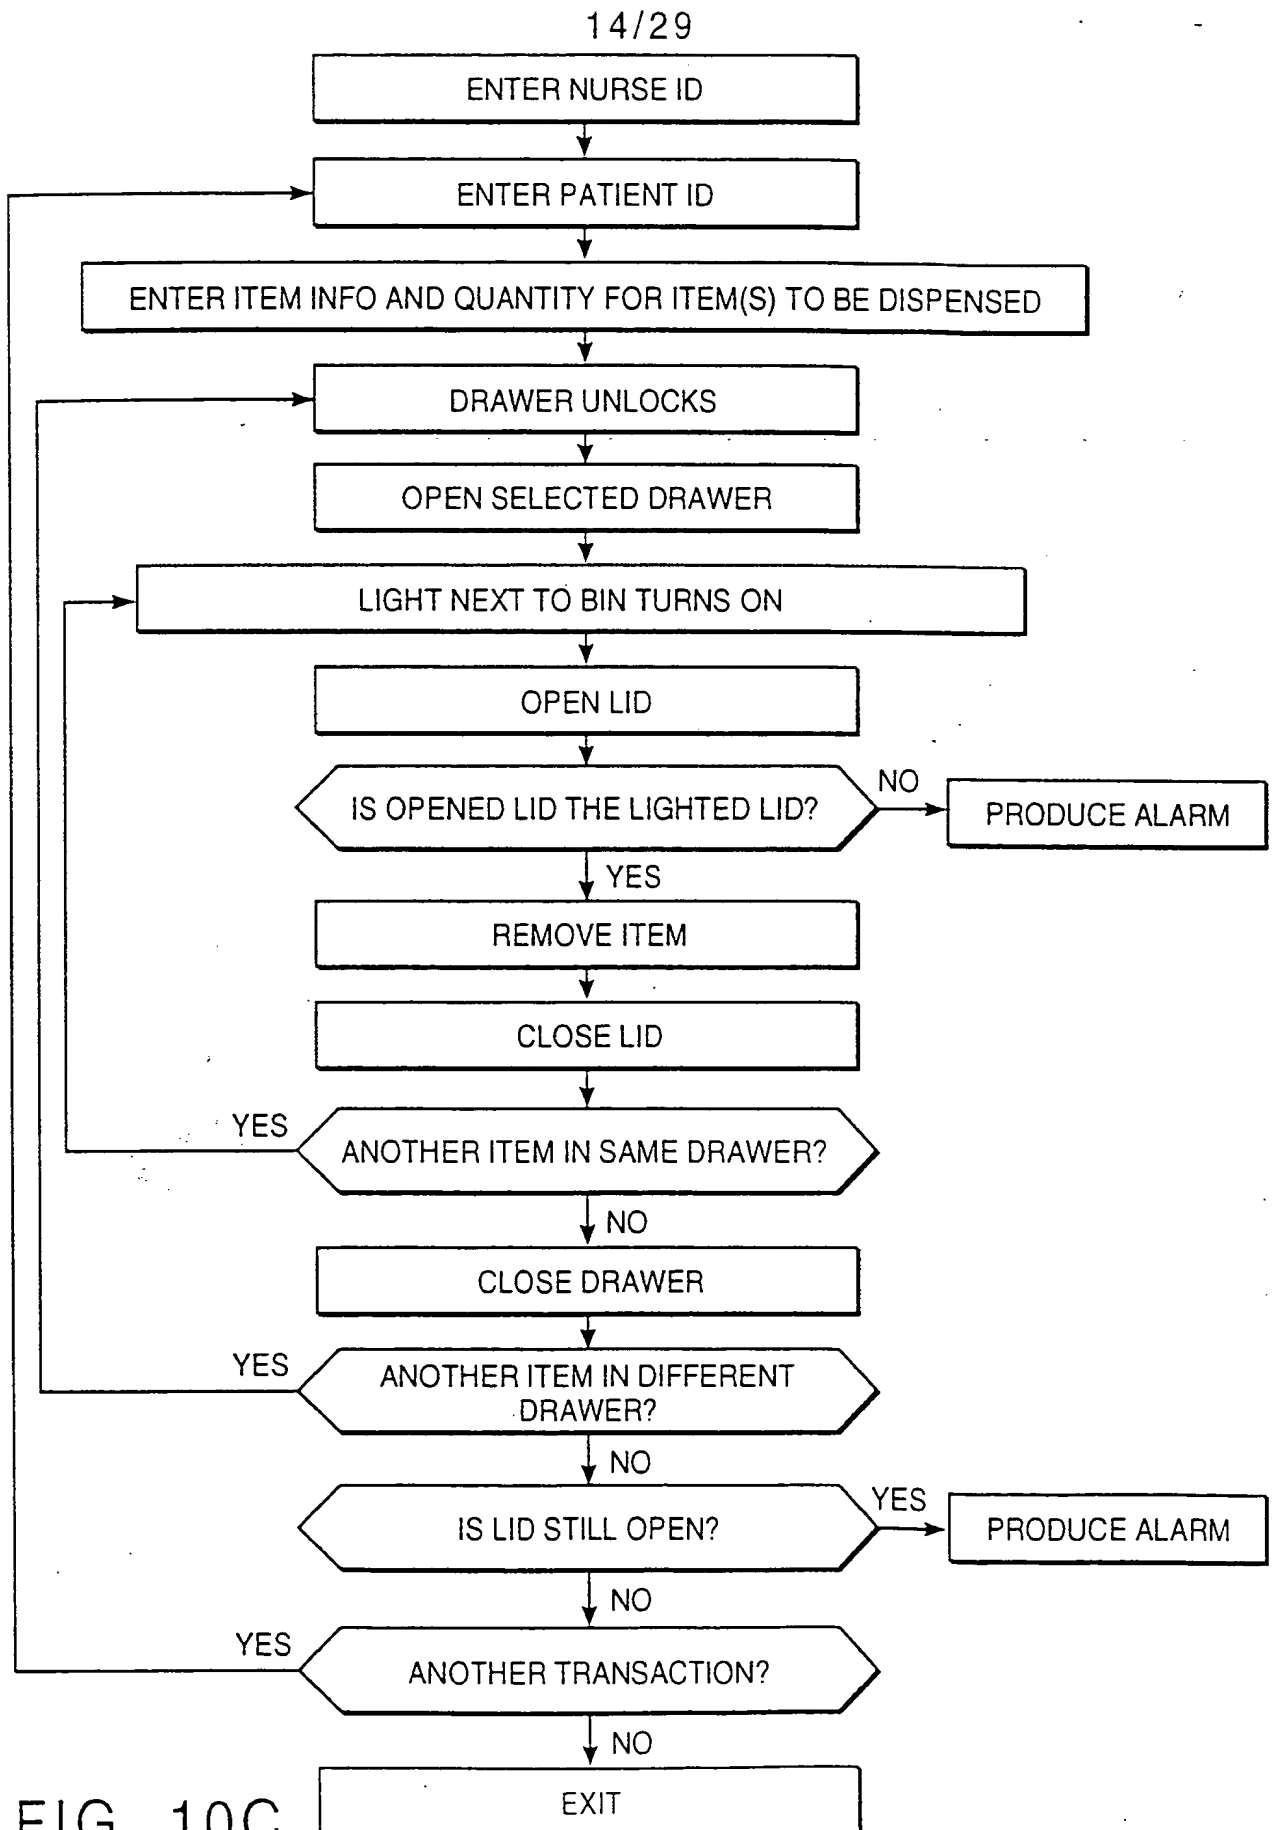 14/29
ENTER NURSE ID
ENTER PATIENT ID
ENTER ITEM INFO AND QUANTITY FOR ITEM(S) TO BE DISPENSED
DRAWER UNLOCKS
OPEN SELECTED DRAWER
LIGHT NEXT TO BIN TURNS ON
OPEN LID
IS OPENED LID THE LIGHTED LID?
NO
PRODUCE ALARM
YES
REMOVE ITEM
CLOSE LID
YES
ANOTHER ITEM IN SAME DRAWER?
NO
CLOSE DRAWER
YES
ANOTHER ITEM IN DIFFERENT
DRAWER?
NO
IS LID STILL OPEN?
YES
PRODUCE ALARM
NO
YES
ANOTHER TRANSACTION?
NO
EXIT
FIG. 10C